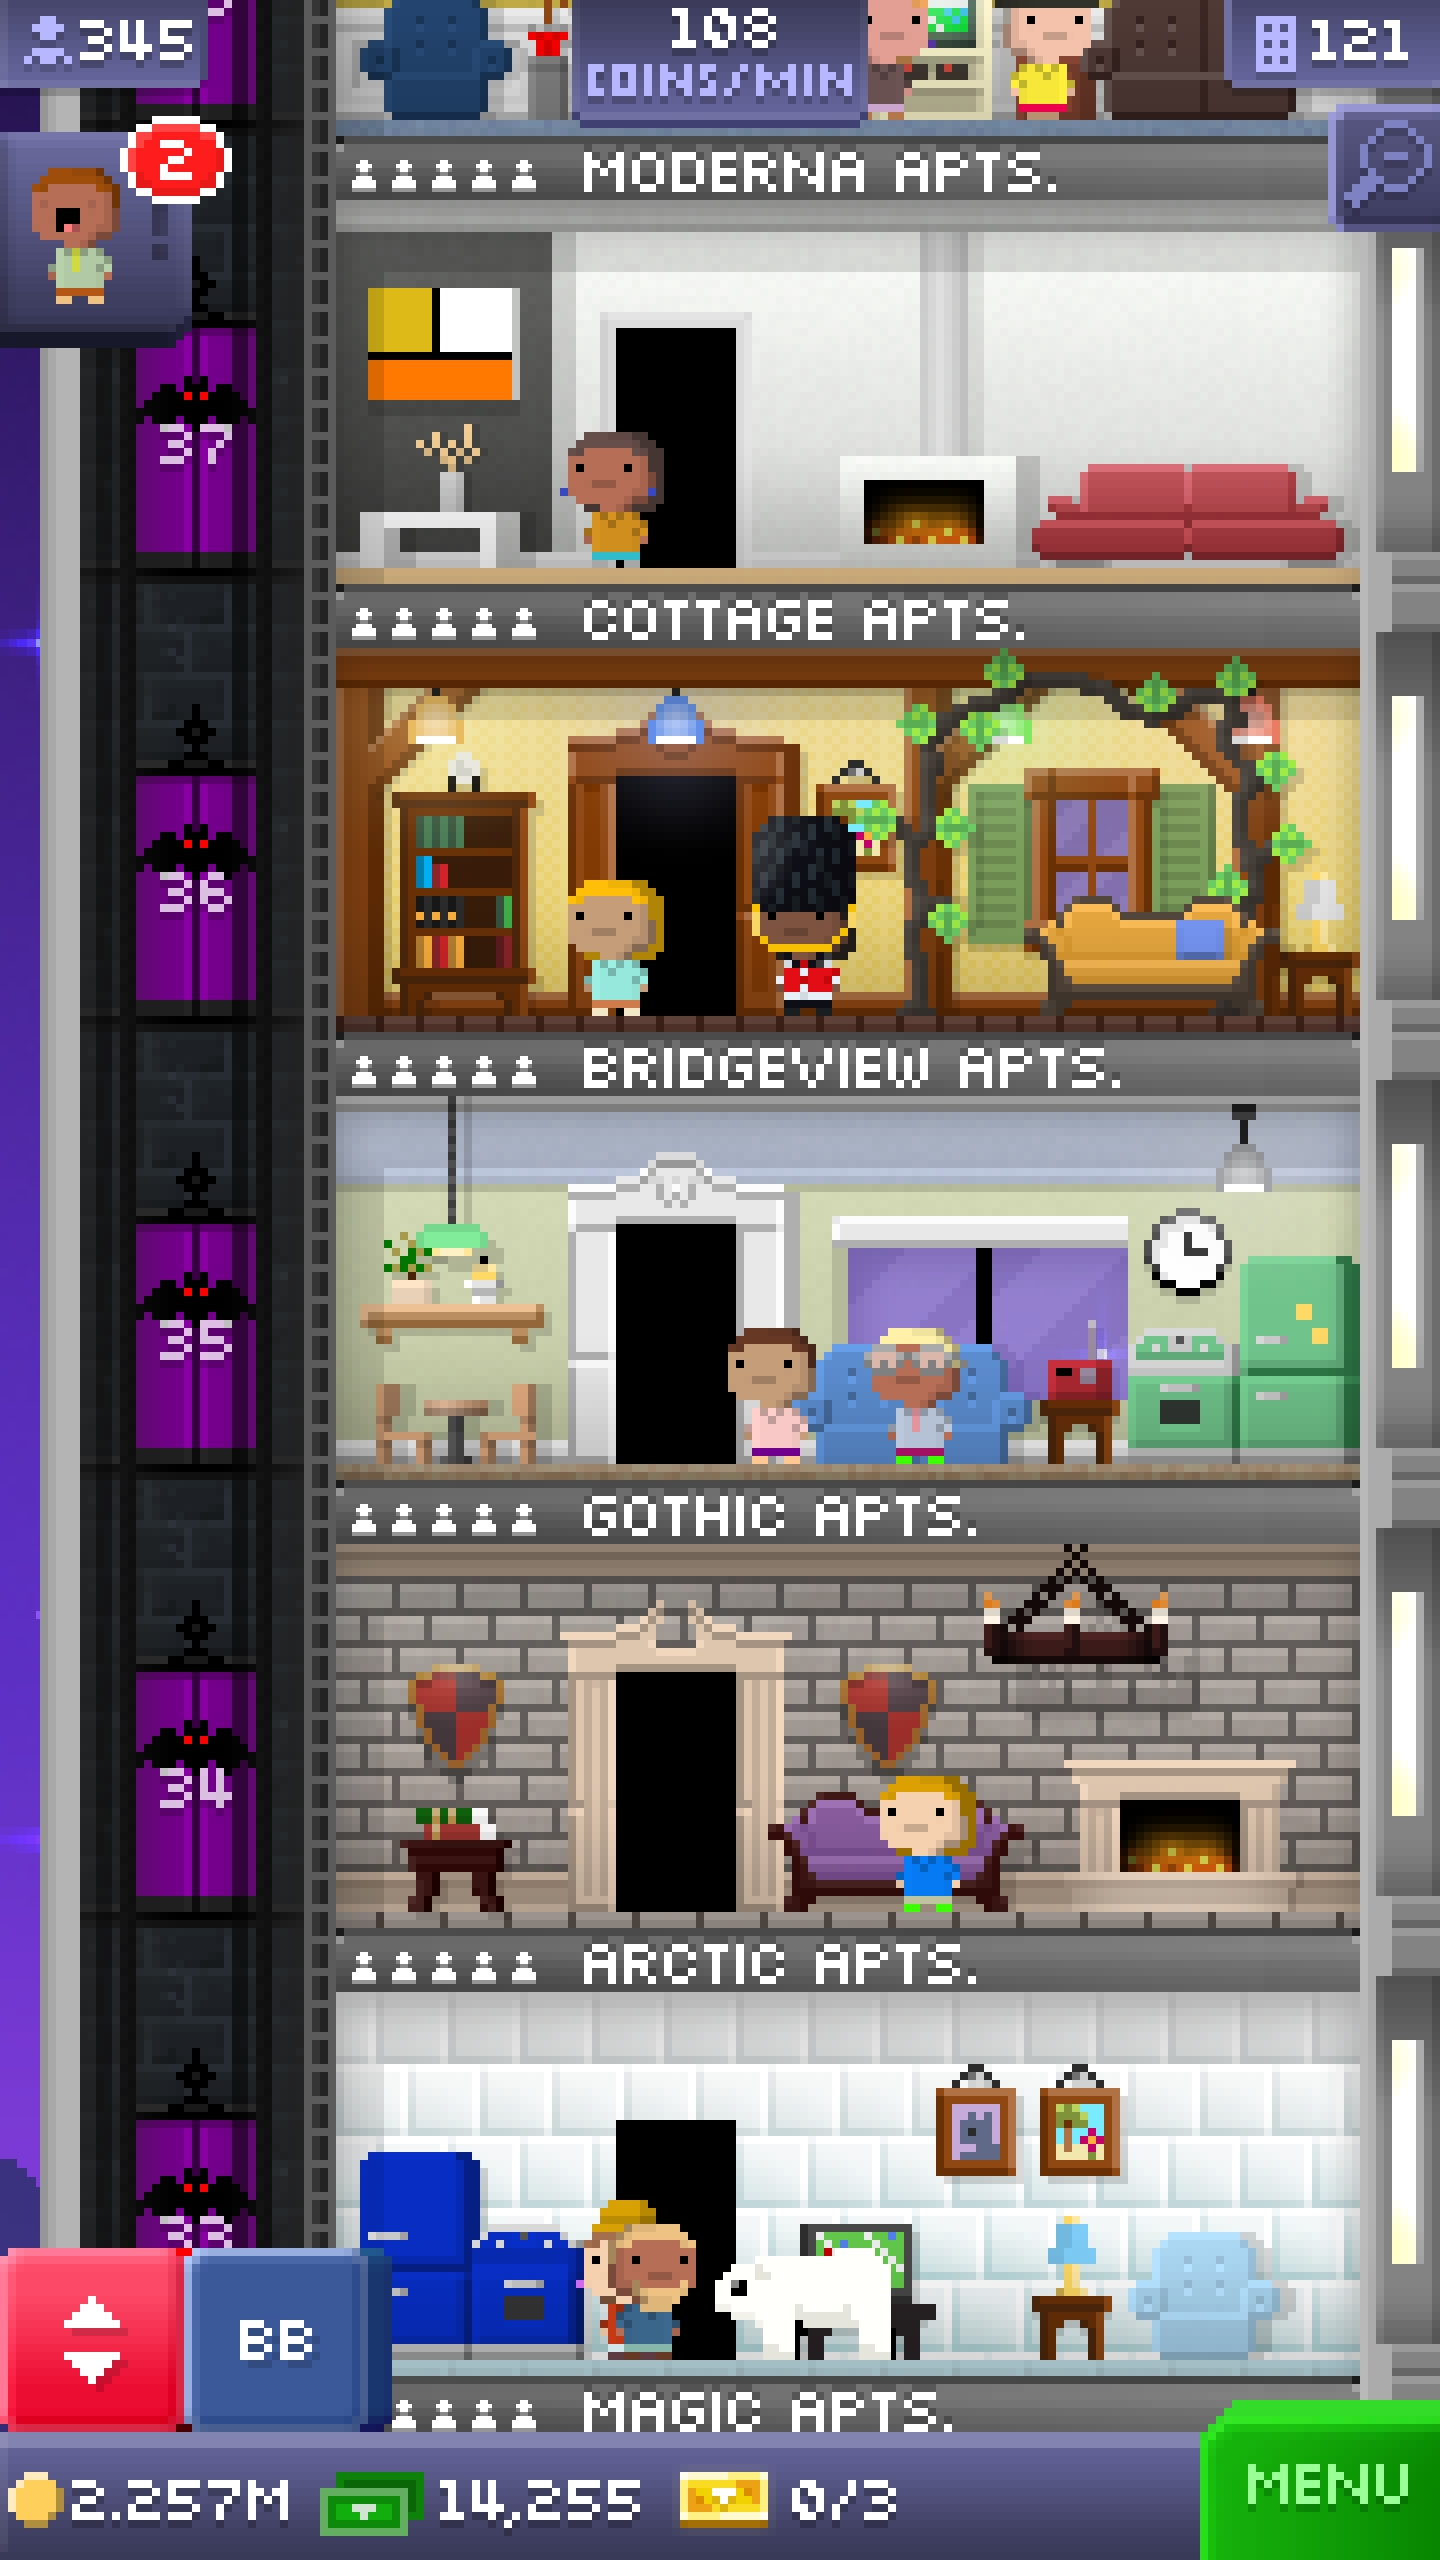 345
108
COINS/MIN
121
2
MODERNA APTS.
37
COTTAGE APTS.
36
BRIDGEVIEW APTS.
35
GOTHIC APTS.
34
ARCTIC APTS.
33
BB
MAGIC APTS.
2.257M
14,255
0/3
MENU